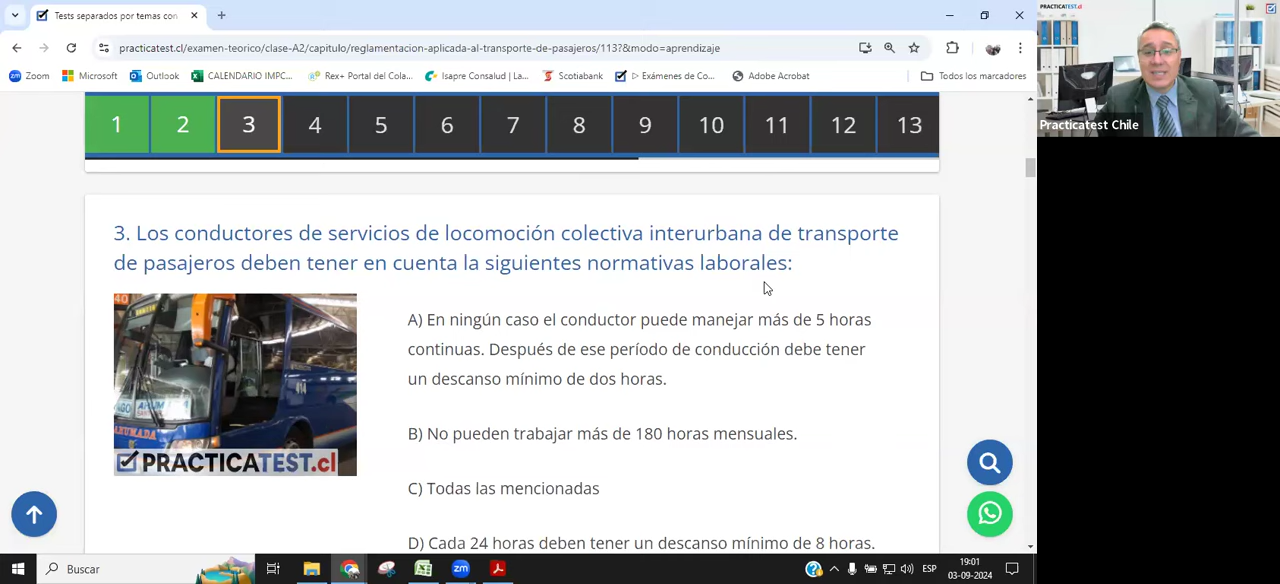 Tests separados por temas con
practicatest.cl/examen-teorico/clase-A2/capitulo/reglamentacion-aplicada-al-transporte-de-pasajeros/113?&modo=aprendizaje
Zoom
Microsoft
Outlook
CALENDARIO IMPC...
Rex+ Portal del Cola...
Isapre Consalud | La...
Scotiabank
▷ Exámenes de Co...
Adobe Acrobat
Todos los marcadores
PRACTICATEST.cl
Practicatest Chile
1 2 3 4 5 6 7 8 9 10 11 12 13
3. Los conductores de servicios de locomoción colectiva interurbana de transporte
de pasajeros deben tener en cuenta la siguientes normativas laborales:
A) En ningún caso el conductor puede manejar más de 5 horas
continuas. Después de ese período de conducción debe tener
un descanso mínimo de dos horas.
B) No pueden trabajar más de 180 horas mensuales.
C) Todas las mencionadas
D) Cada 24 horas deben tener un descanso mínimo de 8 horas.
40
414
AHUMADA
PRACTICATEST.cl
Buscar
ESP
19:01
03-09-2024